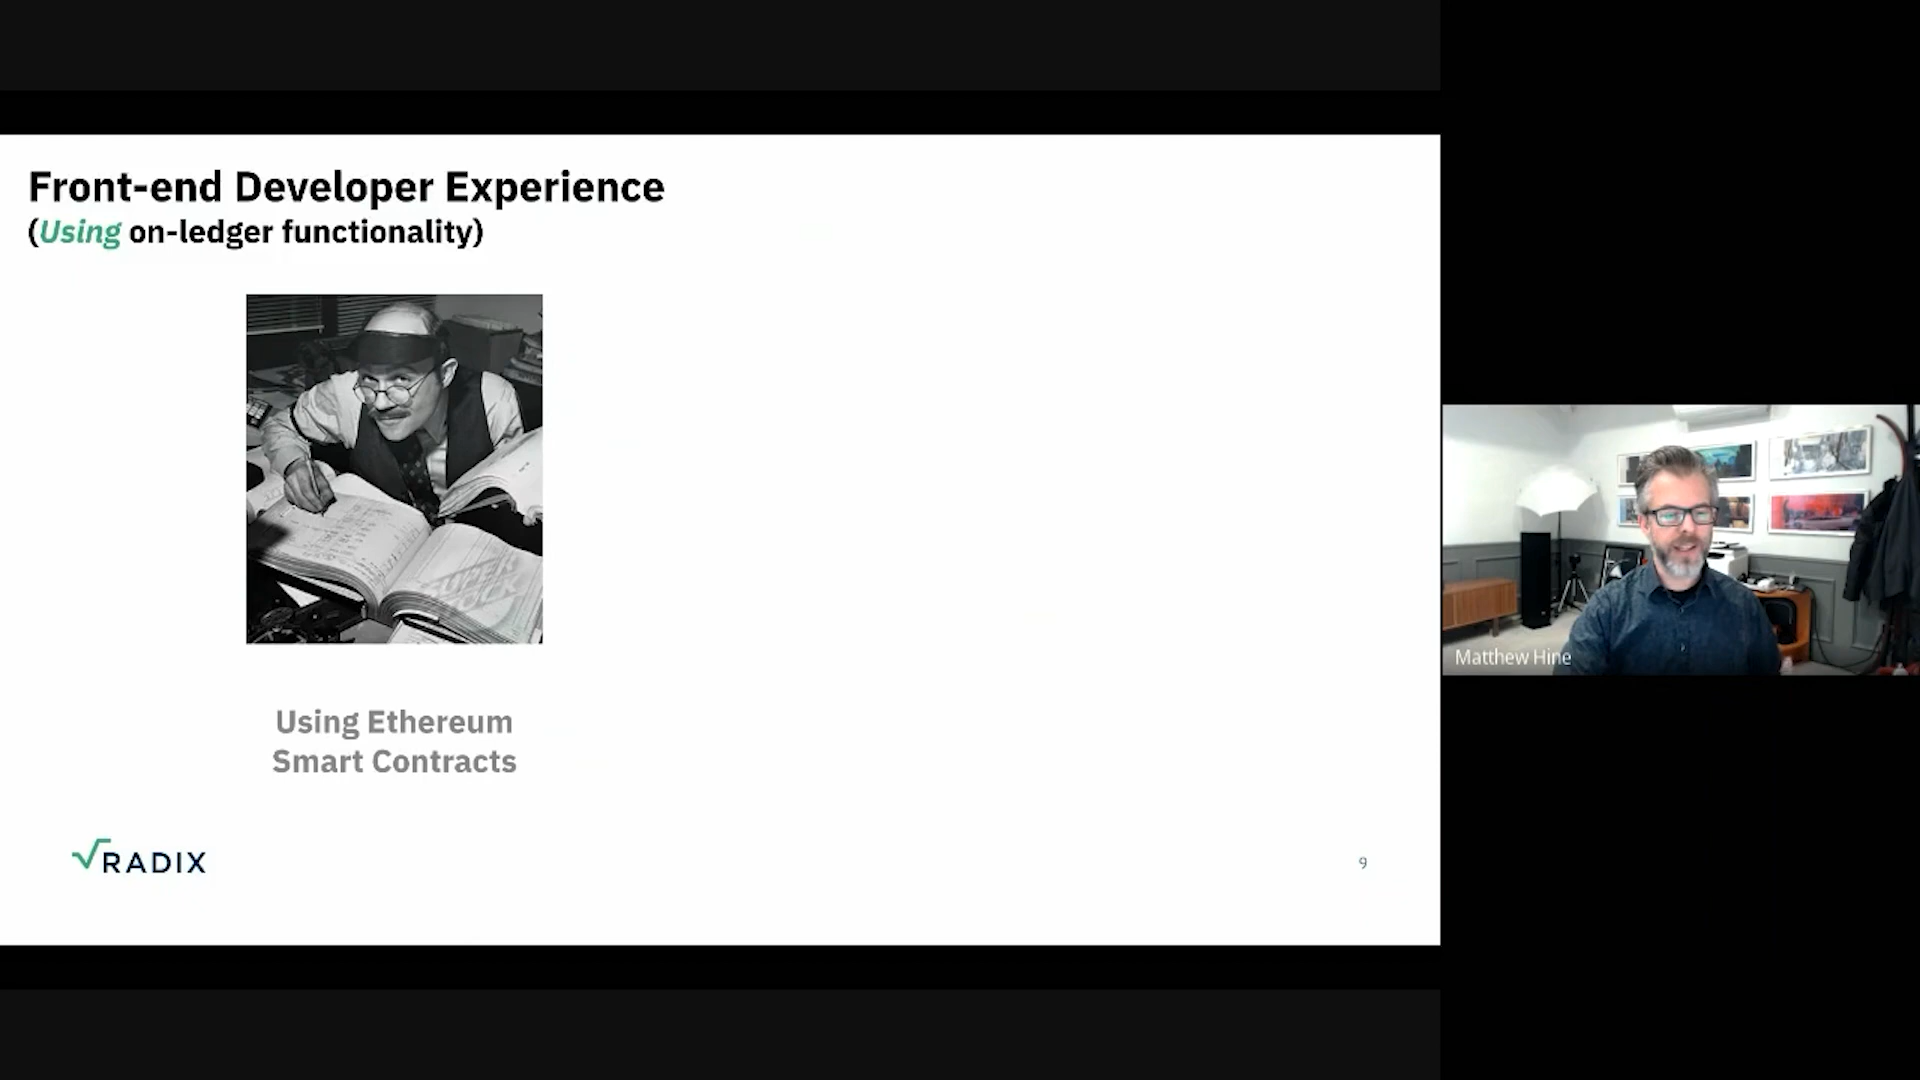 Front-end Developer Experience
(Using on-ledger functionality)
Using Ethereum
Smart Contracts
RADIX
9
Matthew Hine